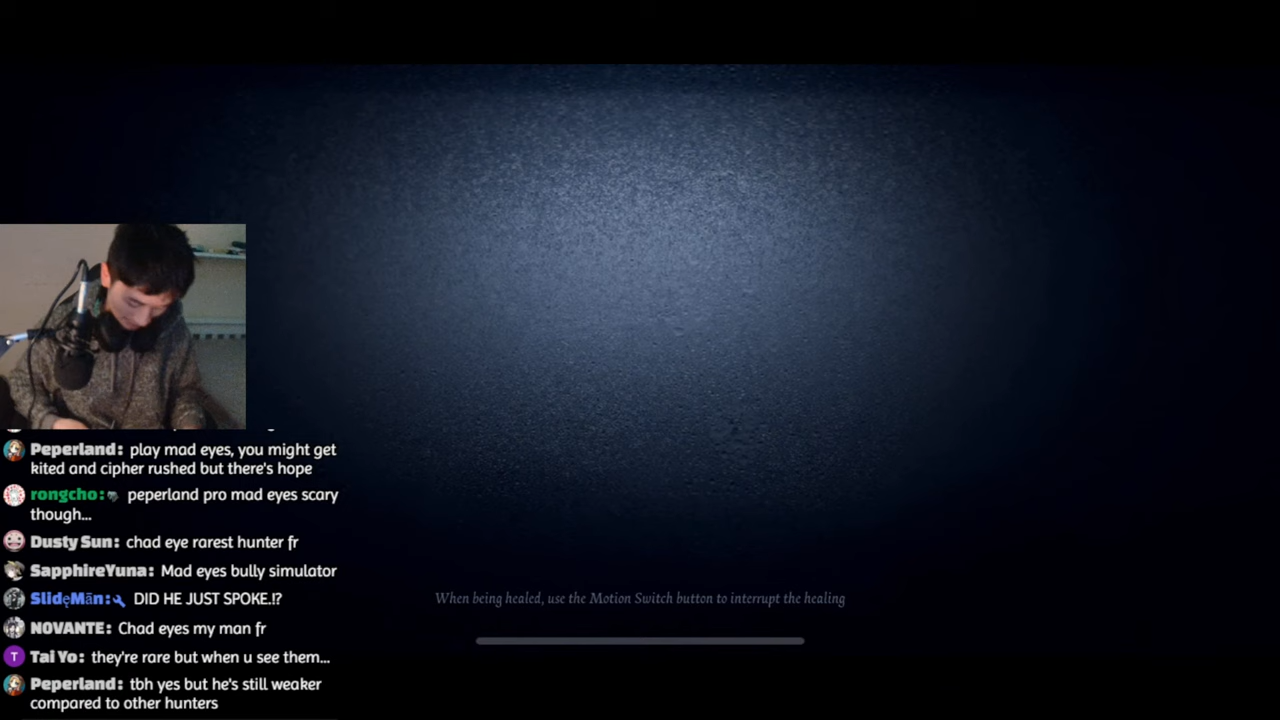 Peperland: play mad eyes, you might get
kited and cipher rushed but there's hope
rongcho: peperland pro mad eyes scary
though...
Dusty Sun: chad eye rarest hunter fr
SapphireYuna: Mad eyes bully simulator
SlidęMān: DID HE JUST SPOKE.!?
NOVANTE: Chad eyes my man fr
T Tai Yo: they're rare but when u see them...
Peperland: tbh yes but he's still weaker
compared to other hunters
When being healed, use the Motion Switch button to interrupt the healing